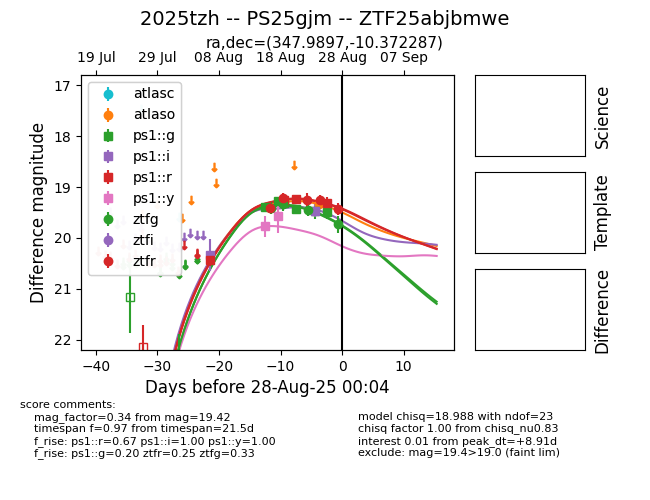 2025tzh -- PS25gjm -- ZTF25abjbmwe
ra,dec=(347.9897,-10.372287)
19 Jul 29 Jul 08 Aug 18 Aug 28 Aug 07 Sep
17
18
19
20
21
22
Difference magnitude
atlasc
atlaso
ps1::g
ps1::i
ps1::r
ps1::y
ztfg
ztfi
ztfr
−40 −30 −20 −10 0 10
Days before 28-Aug-25 00:04
Science
Template
Difference
score comments:
mag_factor=0.34 from mag=19.42
timespan f=0.97 from timespan=21.5d
f_rise: ps1::r=0.67 ps1::i=1.00 ps1::y=1.00
f_rise: ps1::g=0.20 ztfr=0.25 ztfg=0.33
model chisq=18.988 with ndof=23
chisq factor 1.00 from chisq_nu0.83
interest 0.01 from peak_dt=+8.91d
exclude: mag=19.4>19.0 (faint lim)